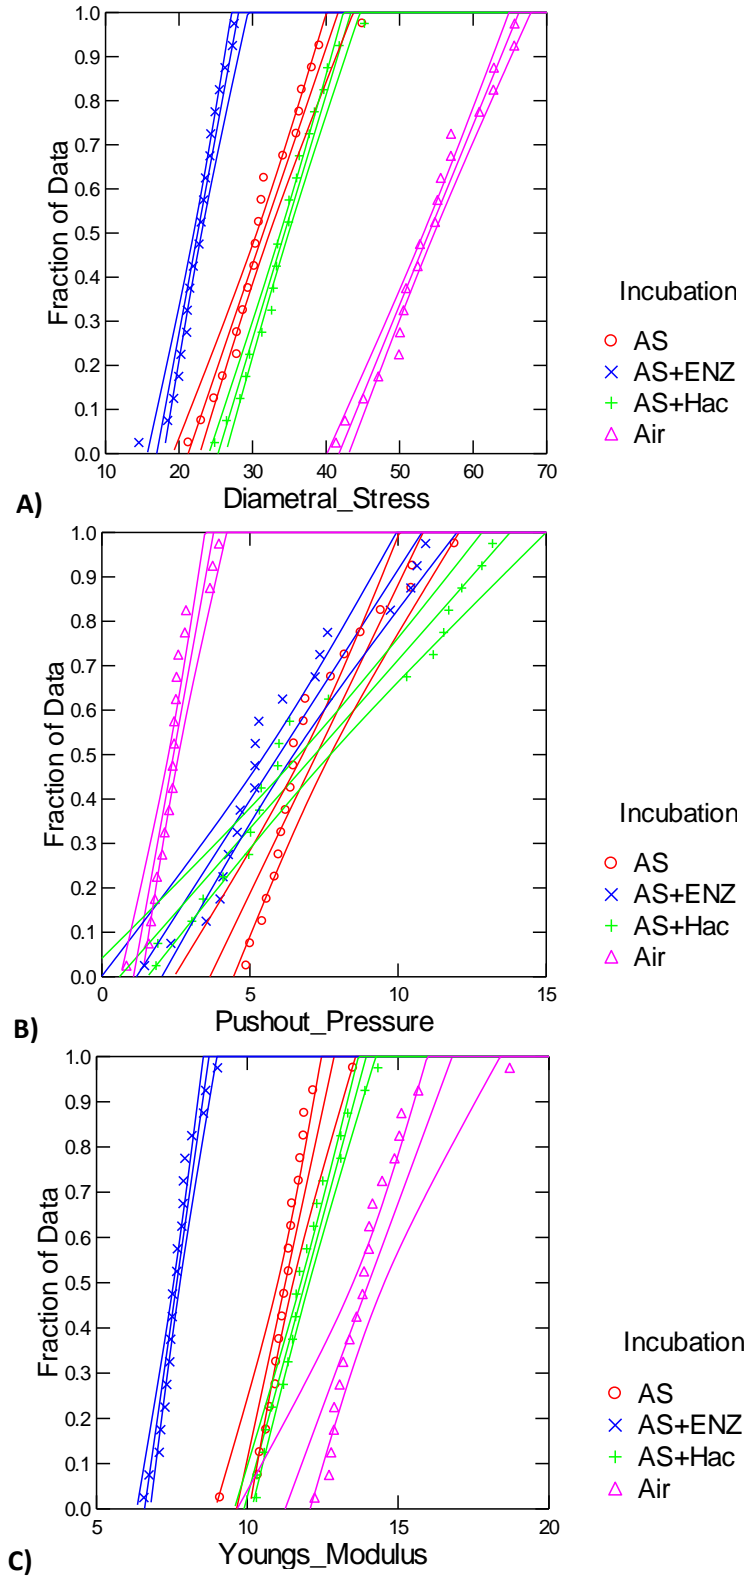 1.0
0.9
0.8
0.7
0.6
0.5
0.4
0.3
0.2
0.1
0.0
Fraction of Data
10 20 30 40 50 60 70
Diametral_Stress
A)
Incubation
AS
AS+ENZ
AS+Hac
Air
1.0
0.9
0.8
0.7
0.6
0.5
0.4
0.3
0.2
0.1
0.0
Fraction of Data
0 5 10 15
Pushout_Pressure
B)
Incubation
AS
AS+ENZ
AS+Hac
Air
1.0
0.9
0.8
0.7
0.6
0.5
0.4
0.3
0.2
0.1
0.0
Fraction of Data
5 10 15 20
Youngs_Modulus
C)
Incubation
AS
AS+ENZ
AS+Hac
Air